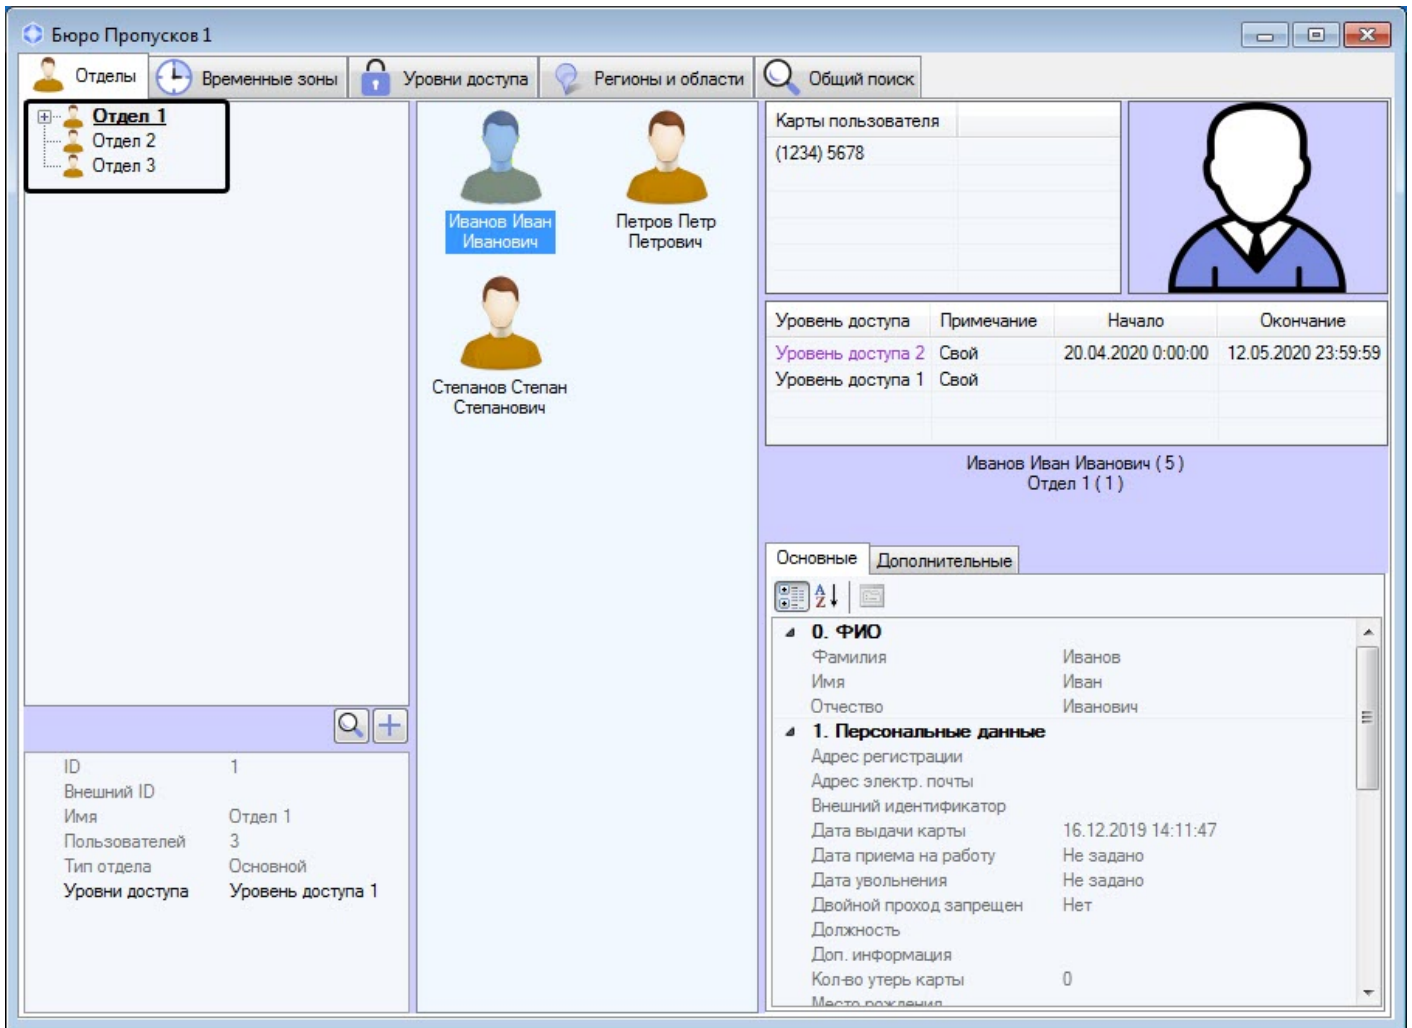 Бюро Пропусков 1
Отделы
Временные зоны
Уровни доступа
Регионы и области
Общий поиск
Отдел 1
Отдел 2
Отдел 3
Иванов Иван
Иванович
Петров Петр
Петрович
Степанов Степан
Степанович
Карты пользователя
(1234) 5678
Уровень доступа Примечание Начало Окончание
Уровень доступа 2 Свой 20.04.2020 0:00:00 12.05.2020 23:59:59
Уровень доступа 1 Свой
Иванов Иван Иванович ( 5 )
Отдел 1 ( 1 )
Основные Дополнительные
0. ФИО
Фамилия Иванов
Имя Иван
Отчество Иванович
1. Персональные данные
Адрес регистрации
Адрес электр. почты
Внешний идентификатор
Дата выдачи карты 16.12.2019 14:11:47
Дата приема на работу Не задано
Дата увольнения Не задано
Двойной проход запрещен Нет
Должность
Доп. информация
Кол-во утерь карты 0
Место рождения
ID 1
Внешний ID
Имя Отдел 1
Пользователей 3
Тип отдела Основной
Уровни доступа Уровень доступа 1